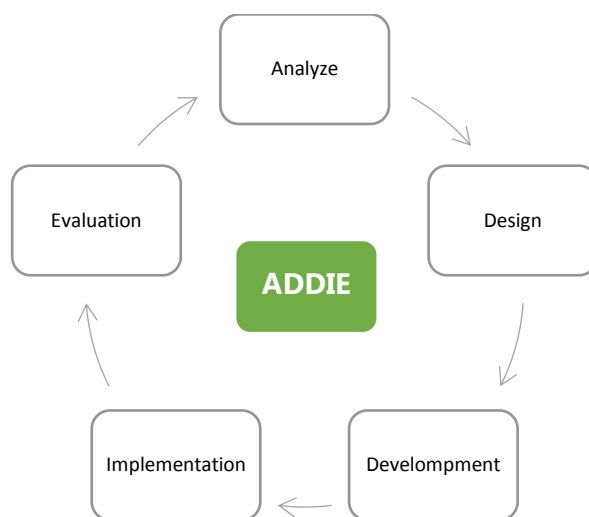 Analyze
Evaluation
Design
ADDIE
Implementation
Develompment